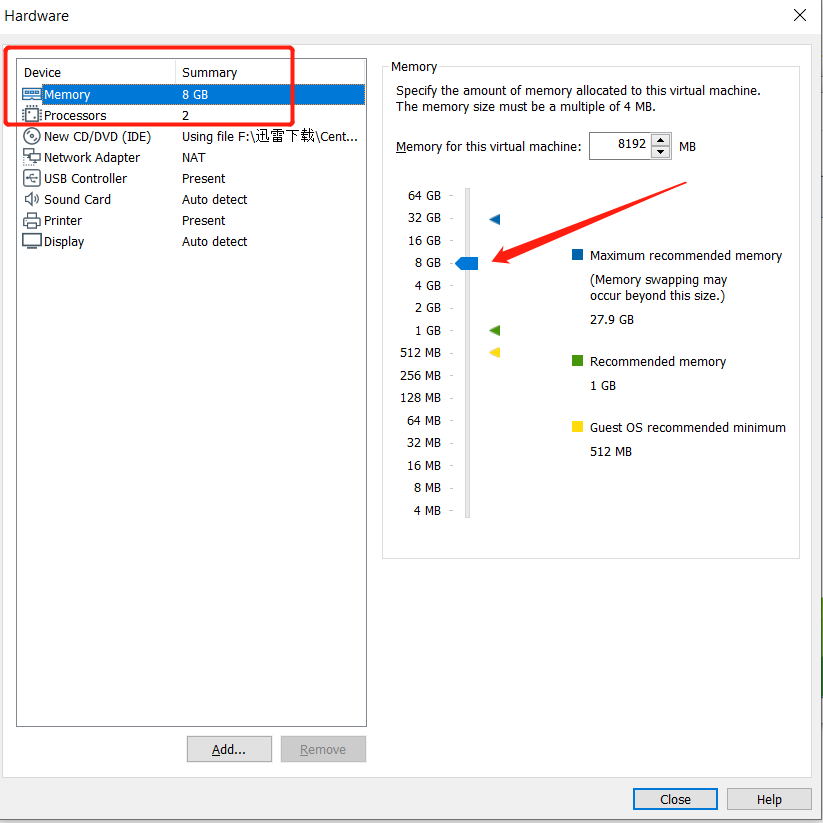 Hardware
Device Summary
Memory 8 GB
Processors 2
New CD/DVD (IDE) Using file F:\迅雷下载\Cent...
Network Adapter NAT
USB Controller Present
Sound Card Auto detect
Printer Present
Display Auto detect
Add...
Remove
Memory
Specify the amount of memory allocated to this virtual machine.
The memory size must be a multiple of 4 MB.
Memory for this virtual machine: 8192 MB
64 GB
32 GB
16 GB
8 GB
4 GB
2 GB
1 GB
512 MB
256 MB
128 MB
64 MB
32 MB
16 MB
8 MB
4 MB
Maximum recommended memory
(Memory swapping may
occur beyond this size.)
27.9 GB
Recommended memory
1 GB
Guest OS recommended minimum
512 MB
Close
Help